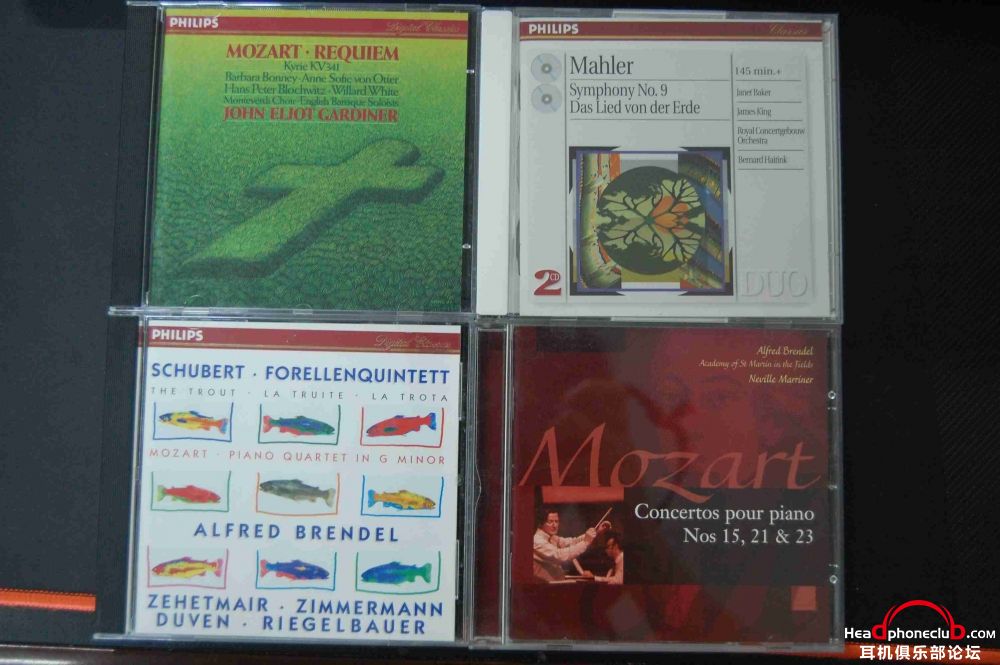 PHILIPS
Digital Classics
MOZART · REQUIEM
Kyrie KV341
Barbara Bonney · Anne Sofie von Otter
Hans Peter Blochwitz · Willard White
Monteverdi Choir · English Baroque Soloists
JOHN ELIOT GARDINER
PHILIPS
Classics
Mahler
Symphony No. 9
Das Lied von der Erde
145 min.+
Janet Baker
James King
Royal Concertgebouw
Orchestra
Bernard Haitink
2CD
DUO
PHILIPS
Digital Classics
SCHUBERT · FORELLENQUINTETT
THE TROUT · LA TRUITE · LA TROTA
MOZART · PIANO QUARTET IN G MINOR
ALFRED BRENDEL
ZEHETMAIR · ZIMMERMANN
DUVEN · RIEGELBAUER
Alfred Brendel
Academy of St Martin in the Fields
Neville Marriner
Mozart
Concertos pour piano
Nos 15, 21 & 23
Headphoneclub.com
耳机俱乐部论坛